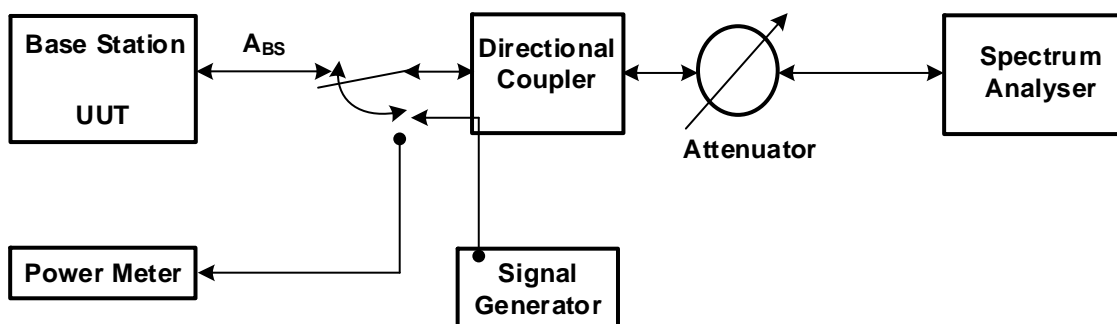 Base Station
UUT
ABS
Directional
Coupler
Attenuator
Spectrum
Analyser
Power Meter
Signal
Generator